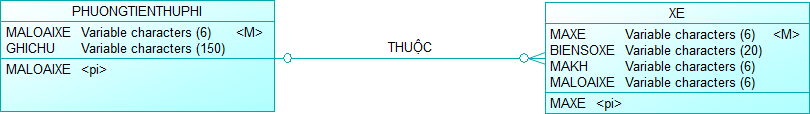 PHUONGTIENTHUPHI
MALOAIXE Variable characters (6) <M>
GHICHU Variable characters (150)
MALOAIXE <pi>
THUỘC
XE
MAXE Variable characters (6) <M>
BIENSOXE Variable characters (20)
MAKH Variable characters (6)
MALOAIXE Variable characters (6)
MAXE <pi>